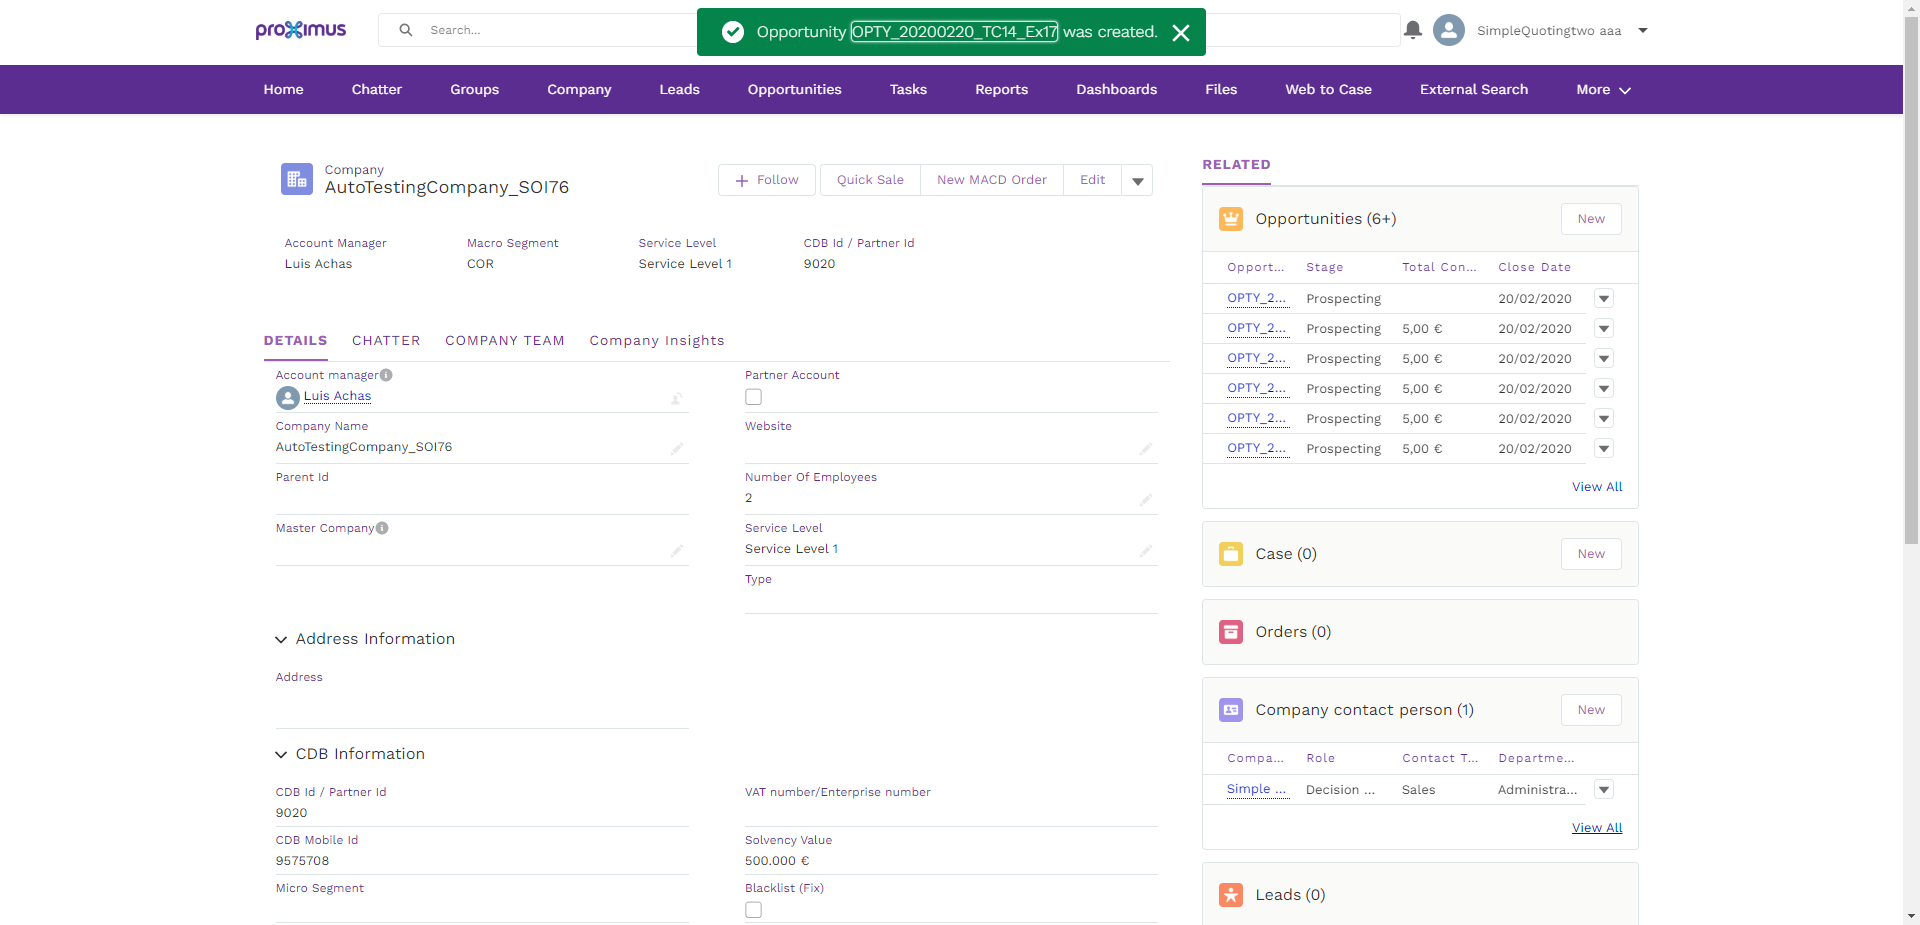 proximus
Search...
Opportunity OPTY_20200220_TC14_Ex17 was created.
SimpleQuotingtwo aaa
Home Chatter Groups Company Leads Opportunities Tasks Reports Dashboards Files Web to Case External Search More
Company
AutoTestingCompany_SOI76
Follow
Quick Sale
New MACD Order
Edit
Account Manager Macro Segment Service Level CDB Id / Partner Id
Luis Achas COR Service Level 1 9020
DETAILS CHATTER COMPANY TEAM Company Insights
Account manager Partner Account
Luis Achas
Company Name Website
AutoTestingCompany_SOI76
Parent Id Number Of Employees
2
Master Company Service Level
Service Level 1
Type
Address Information
Address
CDB Information
CDB Id / Partner Id VAT number/Enterprise number
9020
CDB Mobile Id Solvency Value
9575708 500.000 €
Micro Segment Blacklist (Fix)
RELATED
Opportunities (6+) New
Opport... Stage Total Con... Close Date
OPTY_2... Prospecting 20/02/2020
OPTY_2... Prospecting 5,00 € 20/02/2020
OPTY_2... Prospecting 5,00 € 20/02/2020
OPTY_2... Prospecting 5,00 € 20/02/2020
OPTY_2... Prospecting 5,00 € 20/02/2020
OPTY_2... Prospecting 5,00 € 20/02/2020
View All
Case (0) New
Orders (0)
Company contact person (1) New
Compa... Role Contact T... Departme...
Simple ... Decision ... Sales Administra...
View All
Leads (0)